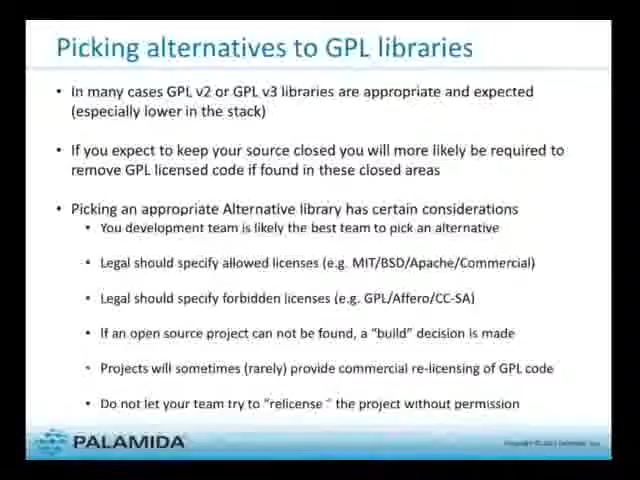 Picking alternatives to GPL libraries
• In many cases GPL v2 or GPL v3 libraries are appropriate and expected
(especially lower in the stack)
• If you expect to keep your source closed you will more likely be required to
remove GPL licensed code if found in these closed areas
• Picking an appropriate Alternative library has certain considerations
• You development team is likely the best team to pick an alternative
• Legal should specify allowed licenses (e.g. MIT/BSD/Apache/Commercial)
• Legal should specify forbidden licenses (e.g. GPL/Affero/CC-SA)
• If an open source project can not be found, a “build” decision is made
• Projects will sometimes (rarely) provide commercial re-licensing of GPL code
• Do not let your team try to “relicense ” the project without permission
PALAMIDA
Copyright ©